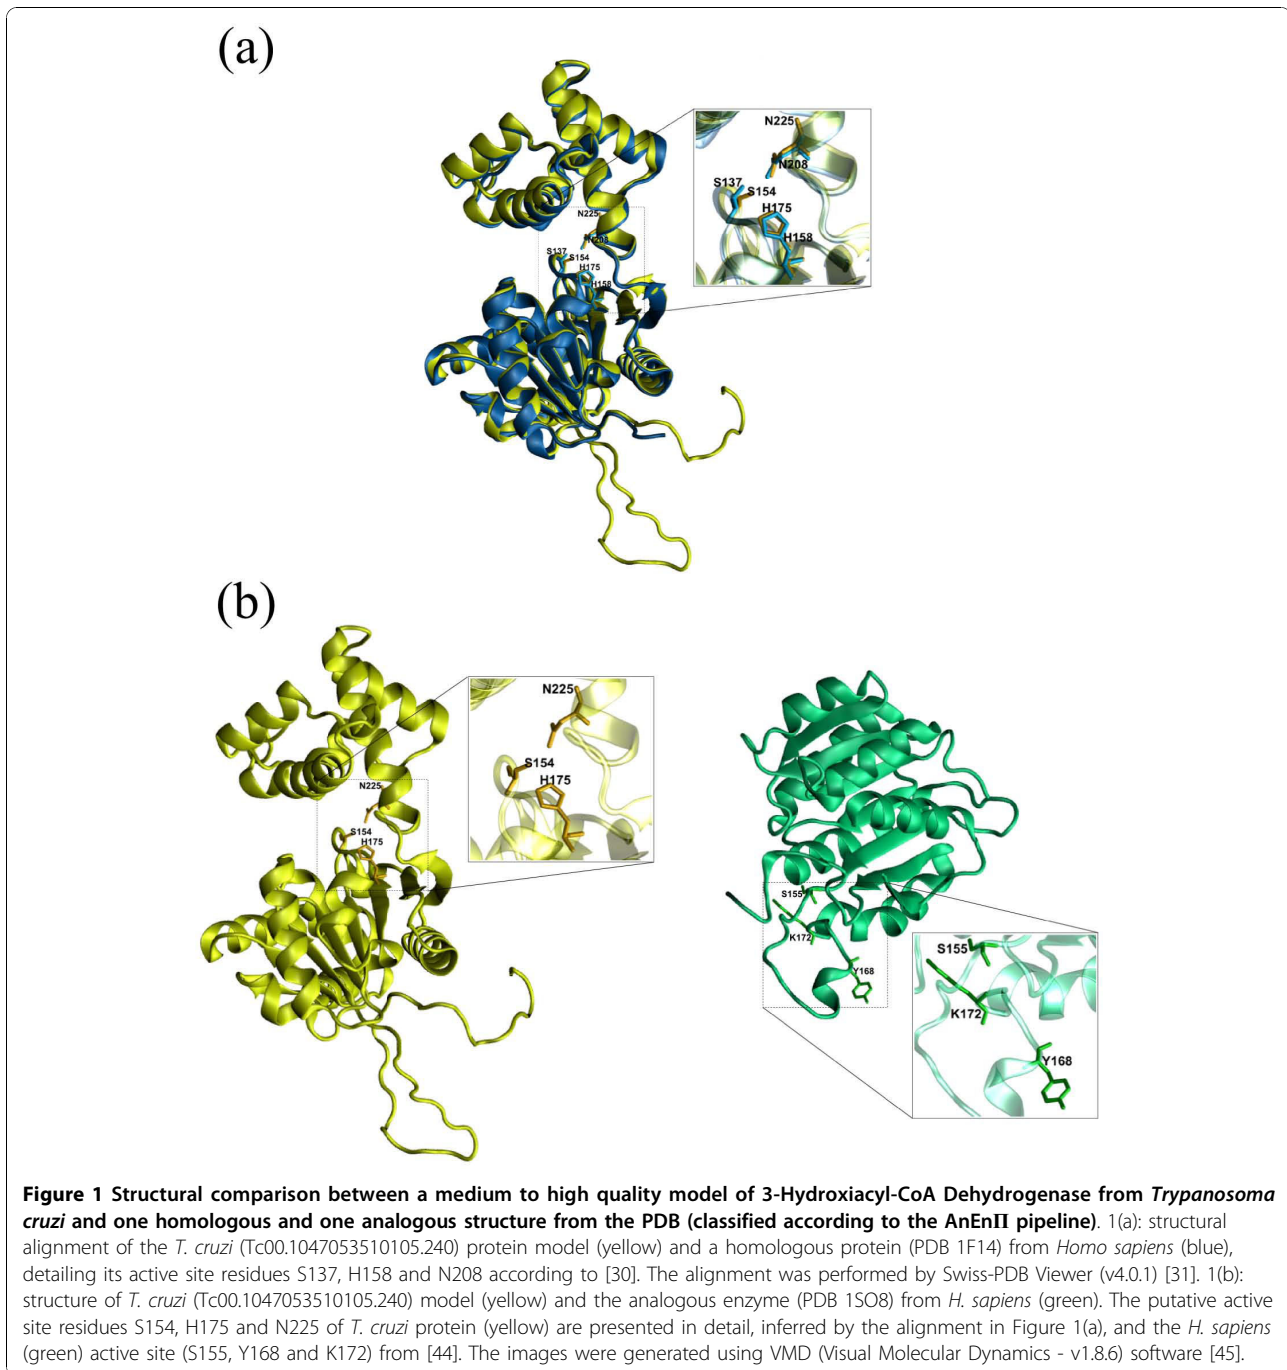 (a)
N225
N208
S137
S154
H175
H158
N225
N208
S137
S154
H175
H158
(b)
N225
S154
H175
N225
S154
H175
S155
K172
Y168
S155
K172
Y168
Figure 1 Structural comparison between a medium to high quality model of 3-Hydroxiacyl-CoA Dehydrogenase from Trypanosoma
cruzi and one homologous and one analogous structure from the PDB (classified according to the AnEnΠ pipeline). 1(a): structural
alignment of the T. cruzi (Tc00.1047053510105.240) protein model (yellow) and a homologous protein (PDB 1F14) from Homo sapiens (blue),
detailing its active site residues S137, H158 and N208 according to [30]. The alignment was performed by Swiss-PDB Viewer (v4.0.1) [31]. 1(b):
structure of T. cruzi (Tc00.1047053510105.240) model (yellow) and the analogous enzyme (PDB 1SO8) from H. sapiens (green). The putative active
site residues S154, H175 and N225 of T. cruzi protein (yellow) are presented in detail, inferred by the alignment in Figure 1(a), and the H. sapiens
(green) active site (S155, Y168 and K172) from [44]. The images were generated using VMD (Visual Molecular Dynamics - v1.8.6) software [45].